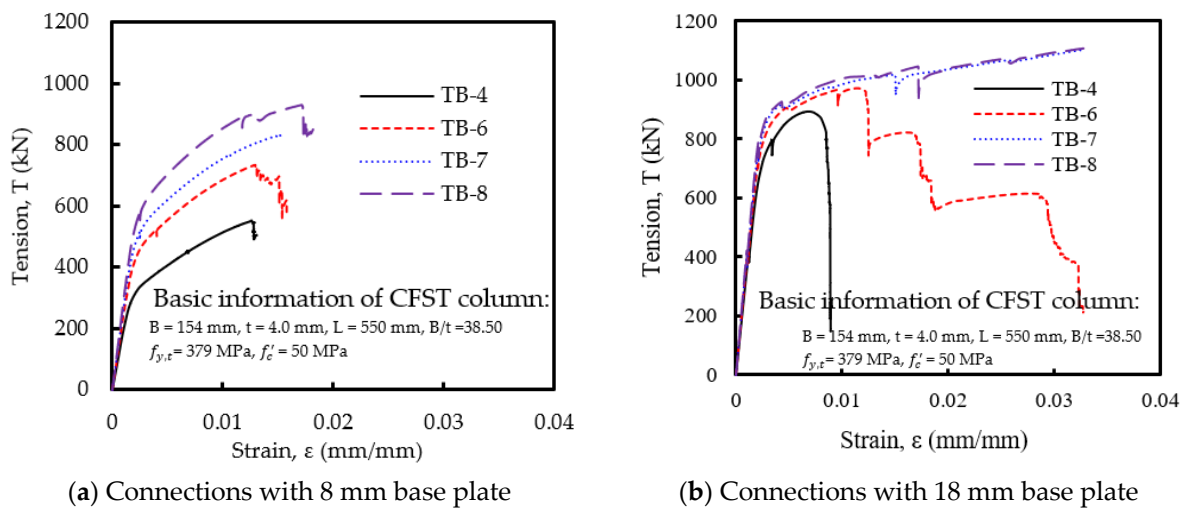 1200
1000
800
600
400
200
0
0
0.01
0.02
0.03
0.04
Tension, T (kN)
Strain, ε (mm/mm)
TB-4
TB-6
TB-7
TB-8
Basic information of CFST column:
B = 154 mm, t = 4.0 mm, L = 550 mm, B/t =38.50
f_{y,t} = 379 MPa, f_c′ = 50 MPa
(a) Connections with 8 mm base plate
1200
1000
800
600
400
200
0
0
0.01
0.02
0.03
0.04
Tension, T (kN)
Strain, ε (mm/mm)
TB-4
TB-6
TB-7
TB-8
Basic information of CFST column:
B = 154 mm, t = 4.0 mm, L = 550 mm, B/t =38.50
f_{y,t} = 379 MPa, f_c′ = 50 MPa
(b) Connections with 18 mm base plate